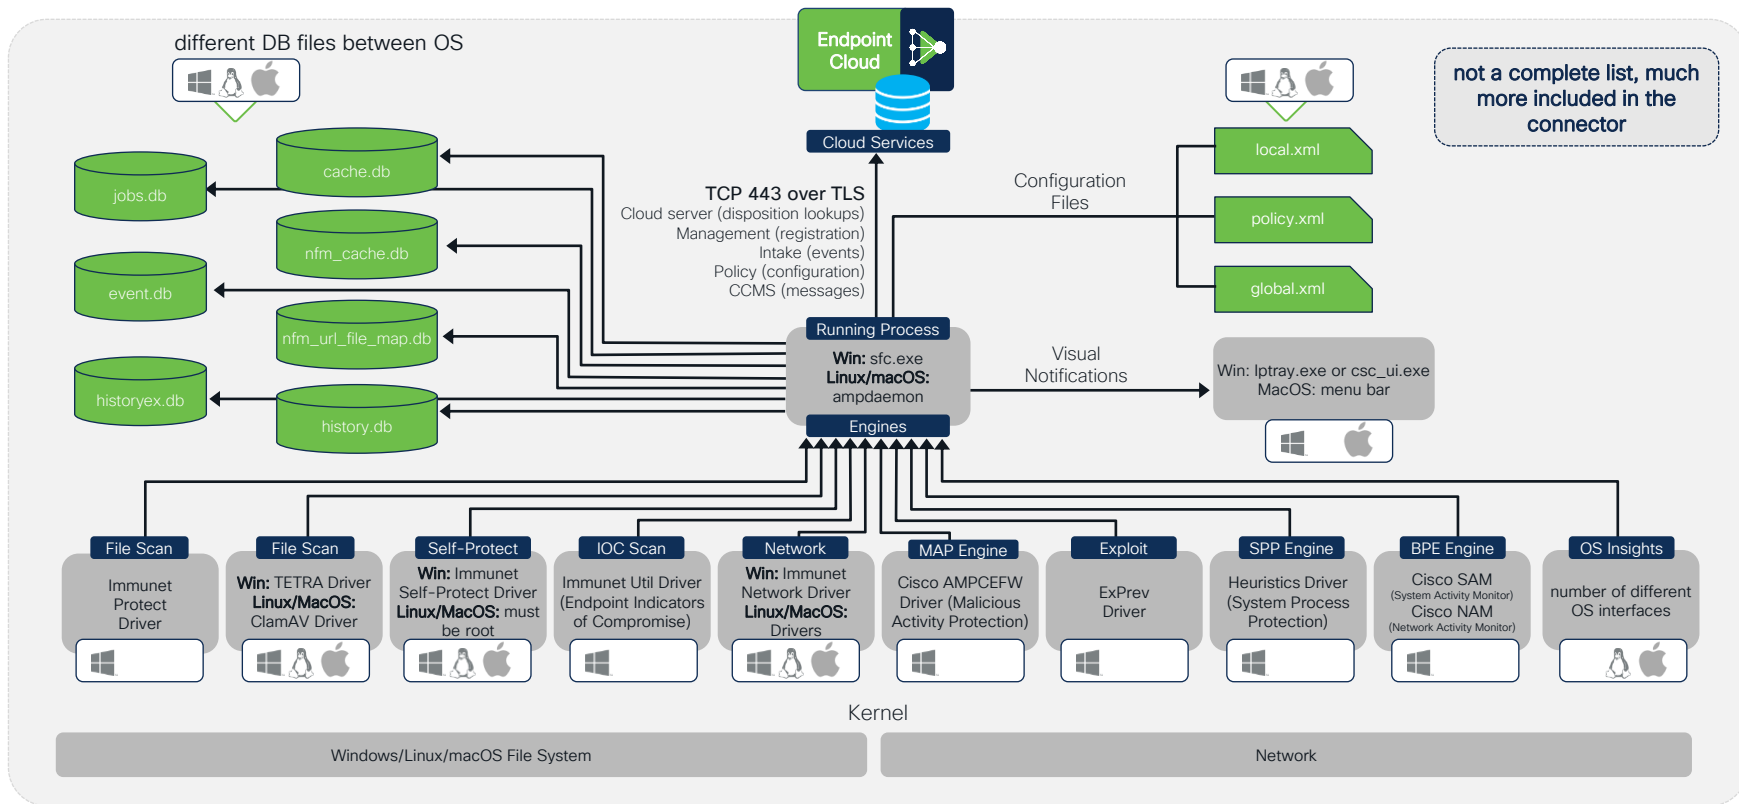 different DB files between OS
Endpoint
Cloud
Cloud Services
not a complete list, much
more included in the
connector
jobs.db
cache.db
nfm_cache.db
event.db
nfm_url_file_map.db
historyex.db
history.db
TCP 443 over TLS
Cloud server (disposition lookups)
Management (registration)
Intake (events)
Policy (configuration)
CCMS (messages)
Configuration
Files
local.xml
policy.xml
global.xml
Running Process
Win: sfc.exe
Linux/macOS:
ampdaemon
Engines
Visual
Notifications
Win: Iptray.exe or csc_ui.exe
MacOS: menu bar
File Scan
Immunet
Protect
Driver
File Scan
Win: TETRA Driver
Linux/MacOS:
ClamAV Driver
Self-Protect
Win: Immunet
Self-Protect Driver
Linux/MacOS: must
be root
IOC Scan
Immunet Util Driver
(Endpoint Indicators
of Compromise)
Network
Win: Immunet
Network Driver
Linux/MacOS:
Drivers
MAP Engine
Cisco AMPCEFW
Driver (Malicious
Activity Protection)
Exploit
ExPrev
Driver
SPP Engine
Heuristics Driver
(System Process
Protection)
BPE Engine
Cisco SAM
(System Activity Monitor)
Cisco NAM
(Network Activity Monitor)
OS Insights
number of different
OS interfaces
Kernel
Windows/Linux/macOS File System
Network